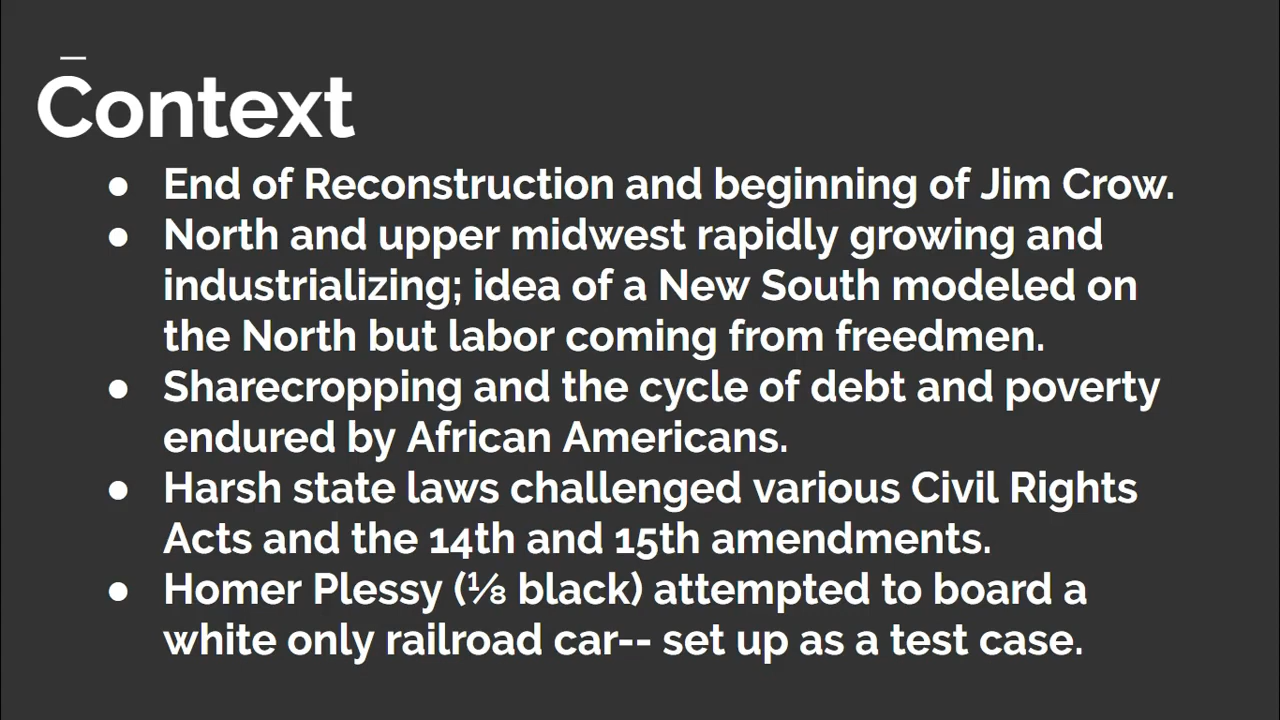 Context
● End of Reconstruction and beginning of Jim Crow.
● North and upper midwest rapidly growing and
industrializing; idea of a New South modeled on
the North but labor coming from freedmen.
● Sharecropping and the cycle of debt and poverty
endured by African Americans.
● Harsh state laws challenged various Civil Rights
Acts and the 14th and 15th amendments.
● Homer Plessy (⅛ black) attempted to board a
white only railroad car-- set up as a test case.